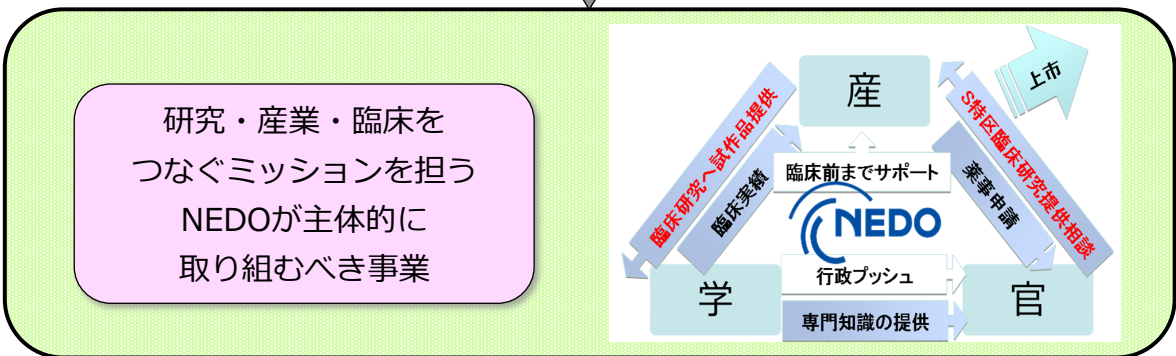 研究・産業・臨床を
つなぐミッションを担う
NEDOが主体的に
取り組むべき事業
産
上市
臨床研究へ試作品提供
臨床実績
臨床前までサポート
S特区臨床研究提供相談
薬事申請
NEDO
学
行政プッシュ
官
専門知識の提供